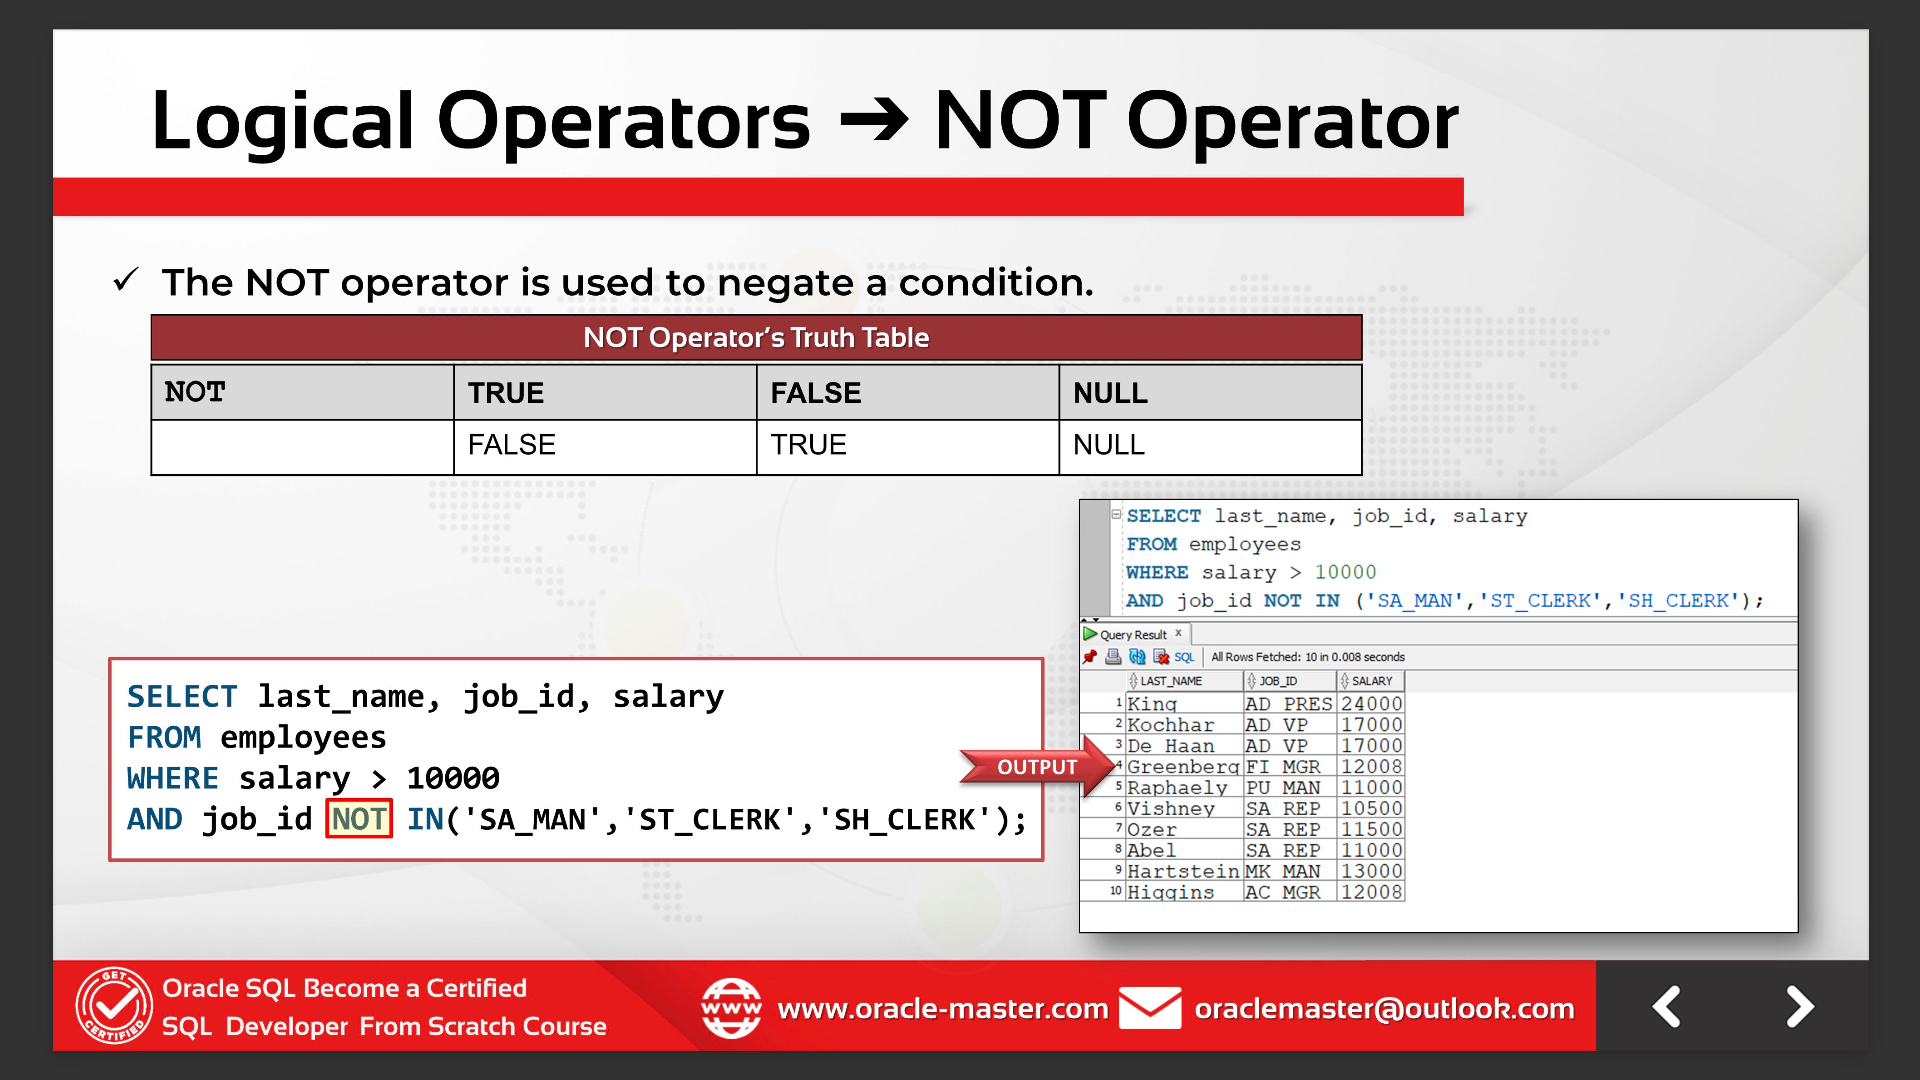 Logical Operators ➔ NOT Operator
✓ The NOT operator is used to negate a condition.
NOT Operator's Truth Table
NOT TRUE FALSE NULL
FALSE TRUE NULL
SELECT last_name, job_id, salary
FROM employees
WHERE salary > 10000
AND job_id NOT IN('SA_MAN','ST_CLERK','SH_CLERK');
OUTPUT
SELECT last_name, job_id, salary
FROM employees
WHERE salary > 10000
AND job_id NOT IN ('SA_MAN','ST_CLERK','SH_CLERK');
Query Result x
SQL | All Rows Fetched: 10 in 0.008 seconds
LAST_NAME JOB_ID SALARY
1 King AD_PRES 24000
2 Kochhar AD_VP 17000
3 De Haan AD_VP 17000
4 Greenberg FI_MGR 12008
5 Raphaely PU_MAN 11000
6 Vishney SA_REP 10500
7 Ozer SA_REP 11500
8 Abel SA_REP 11000
9 Hartstein MK_MAN 13000
10 Higgins AC_MGR 12008
GET CERTIFIED
Oracle SQL Become a Certified
SQL Developer From Scratch Course
www
www.oracle-master.com
oraclemaster@outlook.com